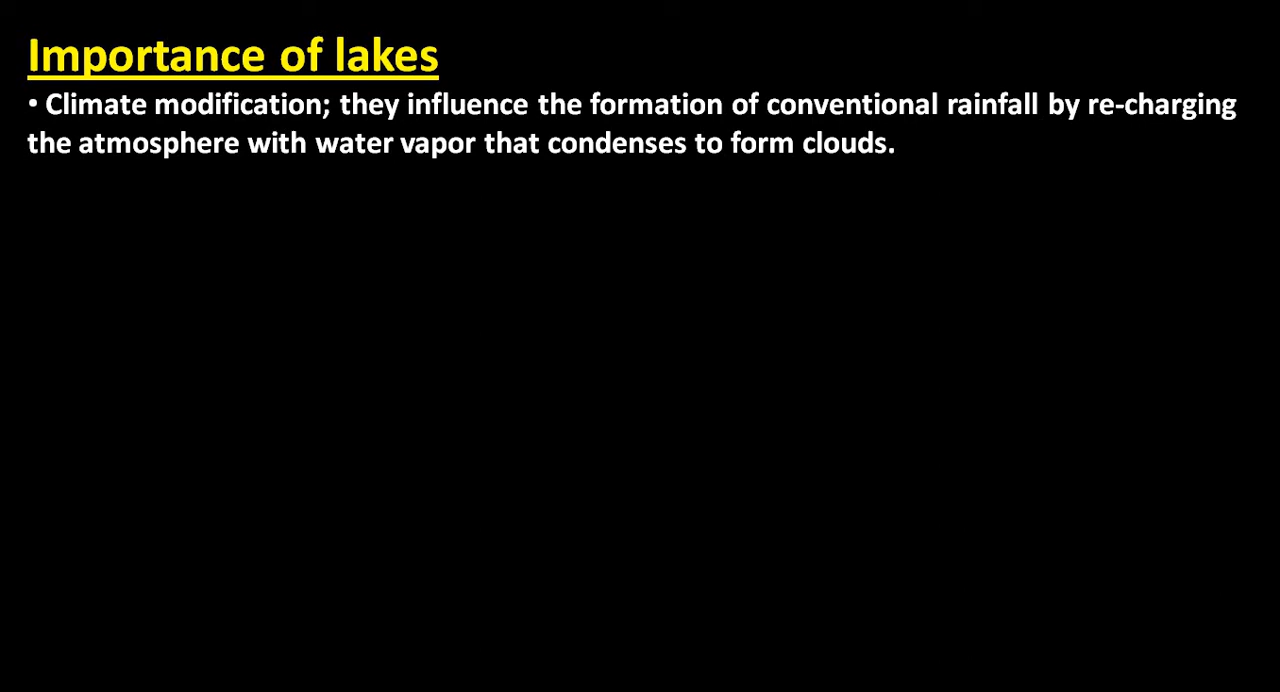 Importance of lakes
• Climate modification; they influence the formation of conventional rainfall by re-charging
the atmosphere with water vapor that condenses to form clouds.